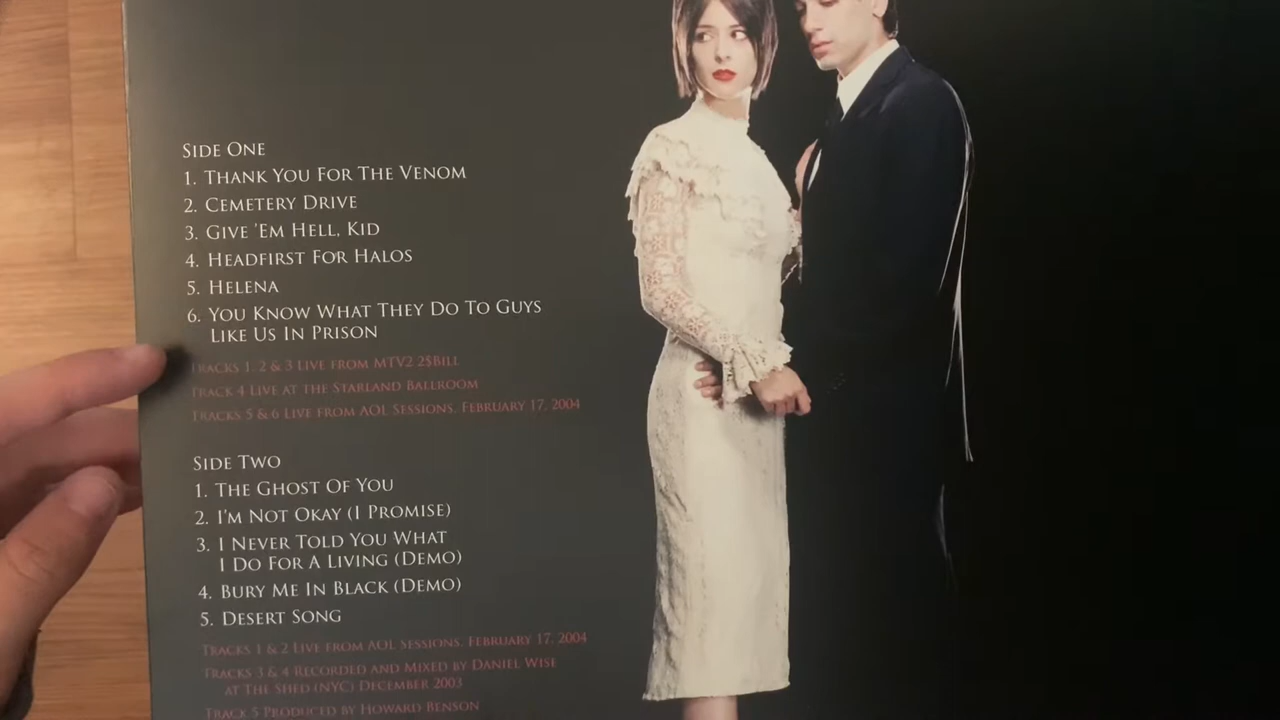 SIDE ONE
1. THANK YOU FOR THE VENOM
2. CEMETERY DRIVE
3. GIVE 'EM HELL, KID
4. HEADFIRST FOR HALOS
5. HELENA
6. YOU KNOW WHAT THEY DO TO GUYS
LIKE US IN PRISON
TRACKS 1, 2 & 3 LIVE FROM MTV2 2$BILL
TRACK 4 LIVE AT THE STARLAND BALLROOM
TRACKS 5 & 6 LIVE FROM AOL SESSIONS, FEBRUARY 17, 2004
SIDE TWO
1. THE GHOST OF YOU
2. I'M NOT OKAY (I PROMISE)
3. I NEVER TOLD YOU WHAT
I DO FOR A LIVING (DEMO)
4. BURY ME IN BLACK (DEMO)
5. DESERT SONG
TRACKS 1 & 2 LIVE FROM AOL SESSIONS, FEBRUARY 17, 2004
TRACKS 3 & 4 RECORDED AND MIXED BY DANIEL WISE
AT THE SHED (NYC) DECEMBER 2003
TRACK 5 PRODUCED BY HOWARD BENSON